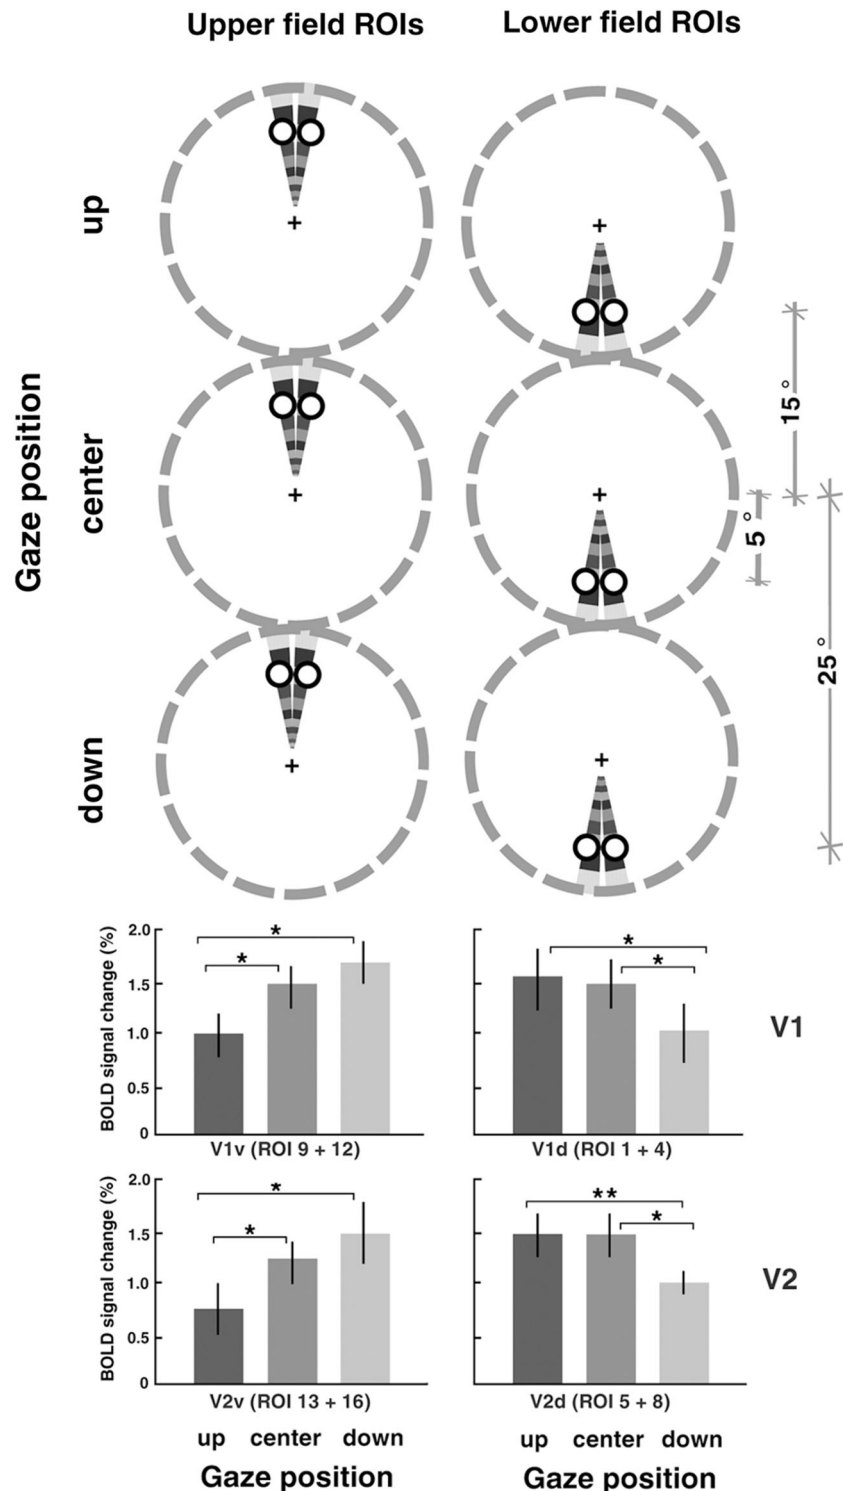 Upper field ROIs
Lower field ROIs
Gaze position
up
center
down
15°
5°
25°
BOLD signal change (%)
2.0
1.5
1.0
0.5
0
*
*
V1v (ROI 9 + 12)
*
*
V1d (ROI 1 + 4)
V1
BOLD signal change (%)
2.0
1.5
1.0
0.5
0
*
*
V2v (ROI 13 + 16)
**
*
V2d (ROI 5 + 8)
V2
up center down
up center down
Gaze position
Gaze position